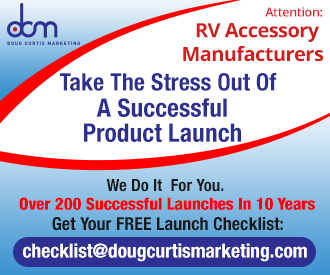 dcm
DOUG CURTIS MARKETING
Attention:
RV Accessory
Manufacturers
Take The Stress Out Of
A Successful
Product Launch
We Do It For You.
Over 200 Successful Launches In 10 Years
Get Your FREE Launch Checklist:
checklist@dougcurtismarketing.com